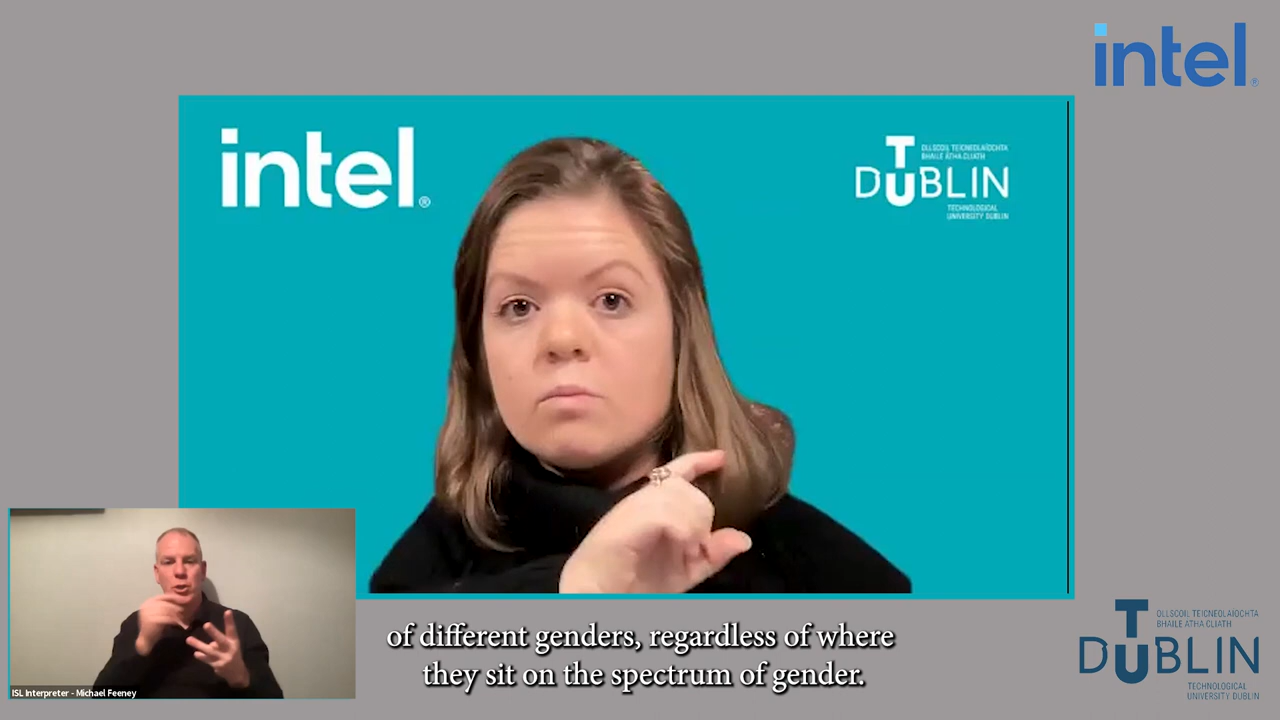 intel®
intel®
OLLSCOIL TEICNEOLAÍOCHTA
BHAILE ÁTHA CLIATH
TU DUBLIN
TECHNOLOGICAL
UNIVERSITY DUBLIN
ISL Interpreter - Michael Feeney
of different genders, regardless of where
they sit on the spectrum of gender.
OLLSCOIL TEICNEOLAÍOCHTA
BHAILE ÁTHA CLIATH
TU DUBLIN
TECHNOLOGICAL
UNIVERSITY DUBLIN